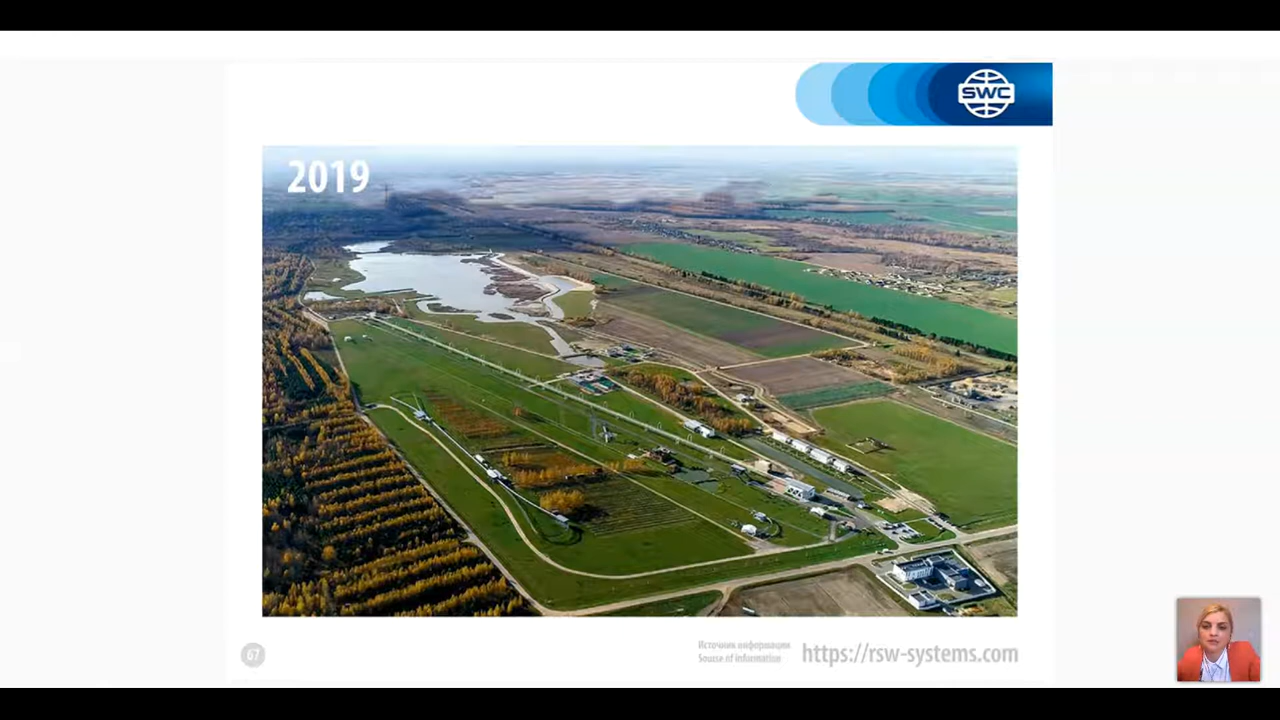 SWC
2019
67
Источник информации
Source of information
https://rsw-systems.com